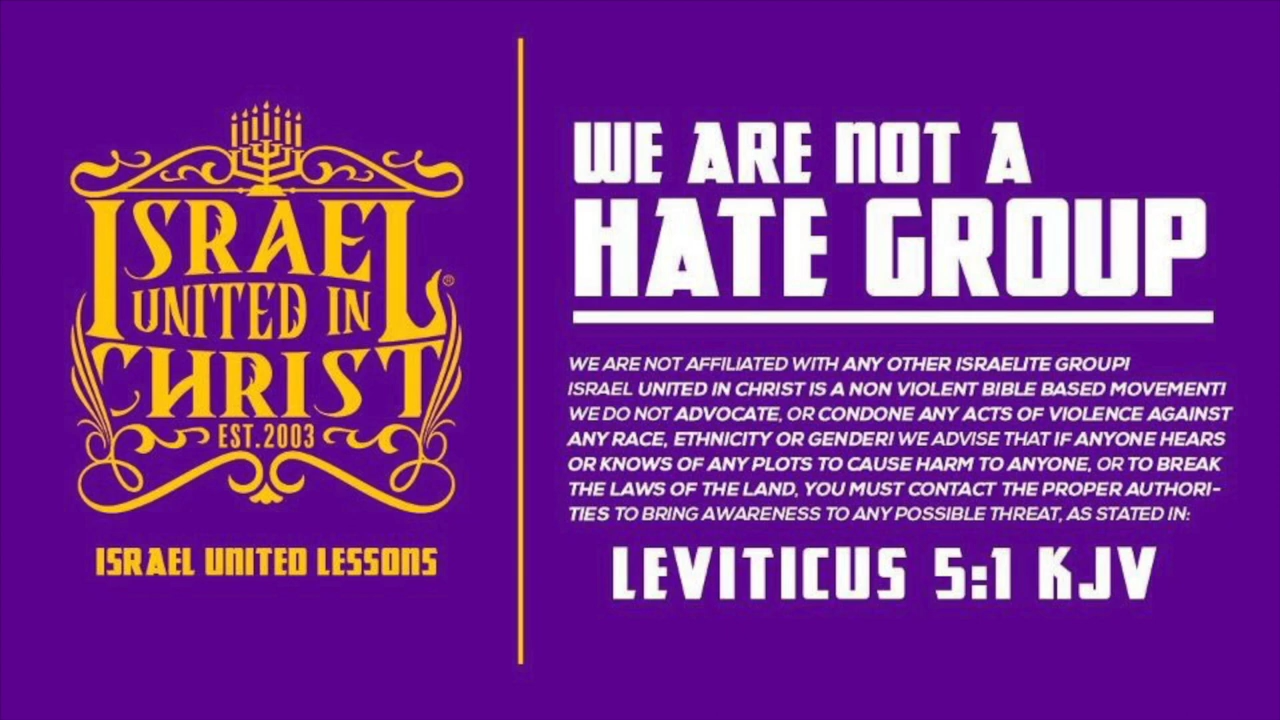 ISRAEL
UNITED IN
CHRIST
EST. 2003
®
ISRAEL UNITED LESSONS
WE ARE NOT A
HATE GROUP
WE ARE NOT AFFILIATED WITH ANY OTHER ISRAELITE GROUP!
ISRAEL UNITED IN CHRIST IS A NON VIOLENT BIBLE BASED MOVEMENT!
WE DO NOT ADVOCATE, OR CONDONE ANY ACTS OF VIOLENCE AGAINST
ANY RACE, ETHNICITY OR GENDER! WE ADVISE THAT IF ANYONE HEARS
OR KNOWS OF ANY PLOTS TO CAUSE HARM TO ANYONE, OR TO BREAK
THE LAWS OF THE LAND, YOU MUST CONTACT THE PROPER AUTHORI-
TIES TO BRING AWARENESS TO ANY POSSIBLE THREAT, AS STATED IN:
LEVITICUS 5:1 KJV